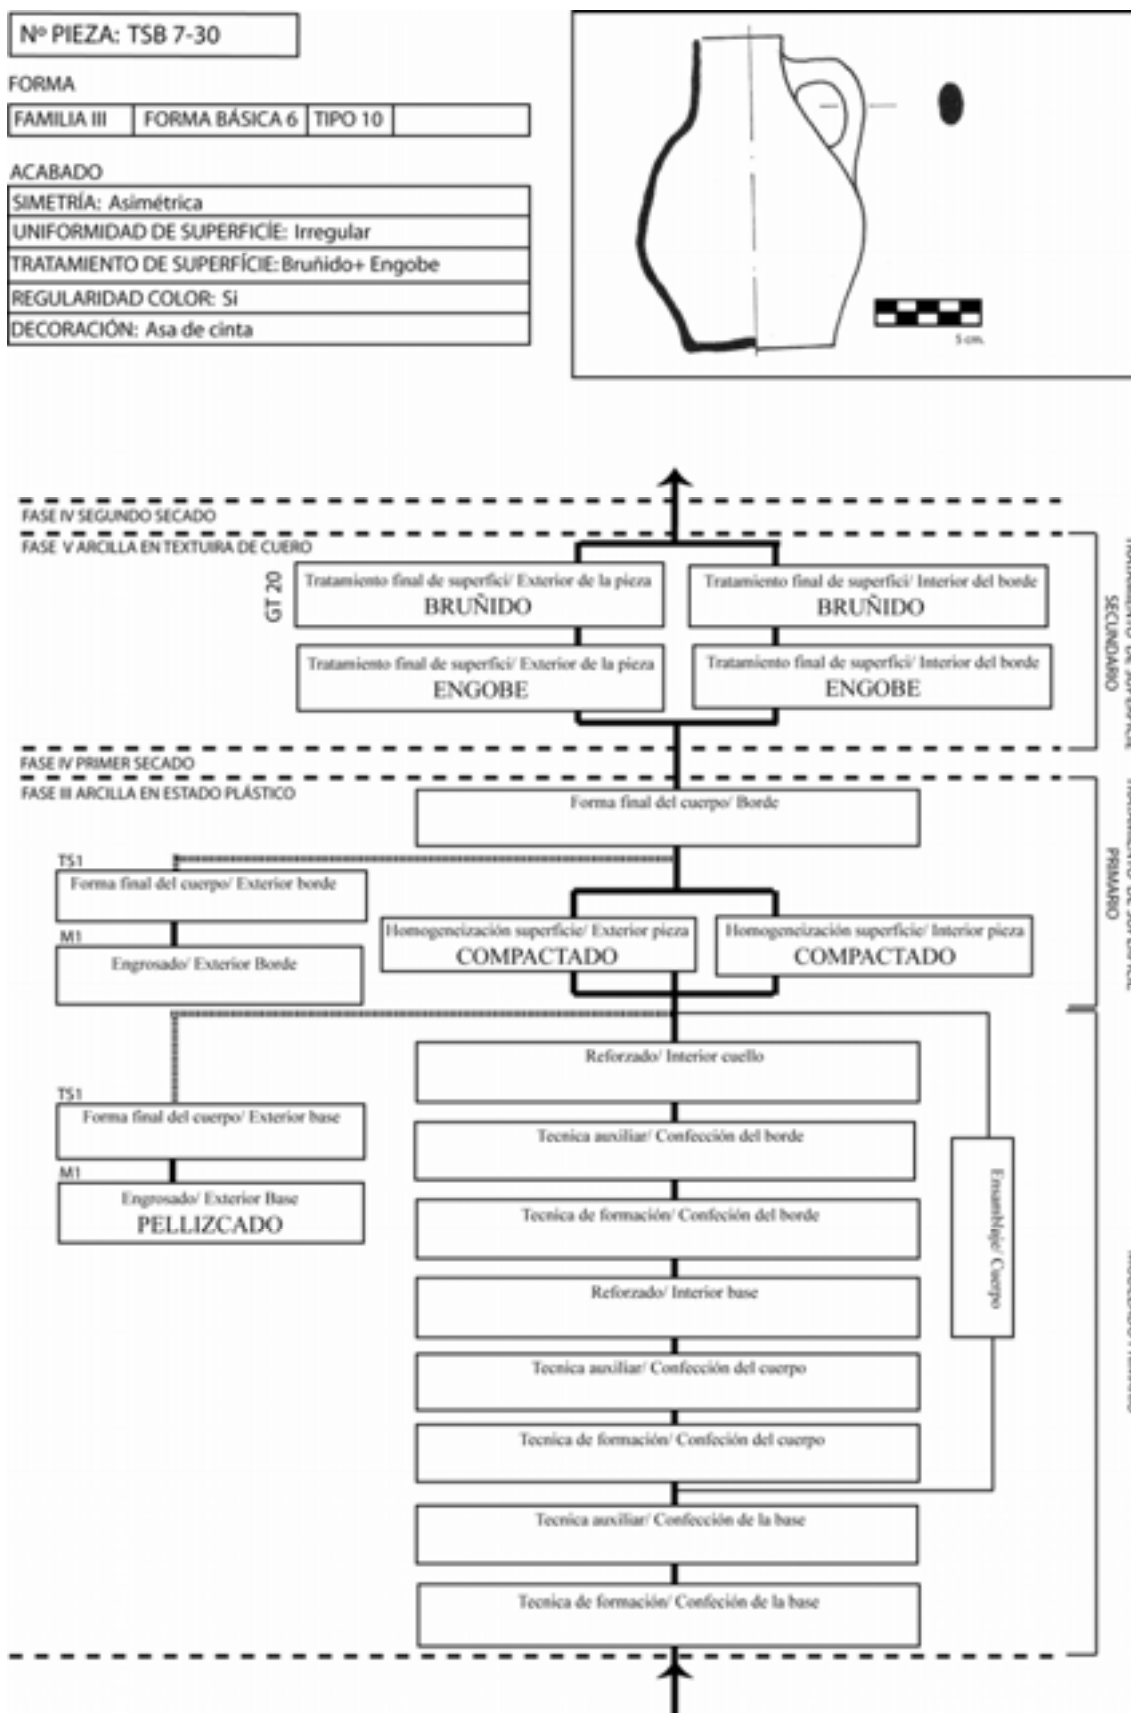 Nº PIEZA: TSB 7-30
FORMA
FAMILIA III FORMA BÁSICA 6 TIPO 10
ACABADO
SIMETRÍA: Asimétrica
UNIFORMIDAD DE SUPERFICÍE: Irregular
TRATAMIENTO DE SUPERFÍCIE: Bruñido+ Engobe
REGULARIDAD COLOR: Si
DECORACIÓN: Asa de cinta
5 cm.
FASE IV SEGUNDO SECADO
FASE V ARCILLA EN TEXTUIRA DE CUERO
GT 20
Tratamiento final de superfici/ Exterior de la pieza
BRUÑIDO
Tratamiento final de superfici/ Interior del borde
BRUÑIDO
Tratamiento final de superfici/ Exterior de la pieza
ENGOBE
Tratamiento final de superfici/ Interior del borde
ENGOBE
SECUNDARIO
FASE IV PRIMER SECADO
FASE III ARCILLA EN ESTADO PLÁSTICO
Forma final del cuerpo/ Borde
TS1
Forma final del cuerpo/ Exterior borde
M1
Engrosado/ Exterior Borde
Homogeneización superficie/ Exterior pieza
COMPACTADO
Homogeneización superficie/ Interior pieza
COMPACTADO
PRIMARIO
Reforzado/ Interior cuello
TS1
Forma final del cuerpo/ Exterior base
M1
Engrosado/ Exterior Base
PELLIZCADO
Tecnica auxiliar/ Confección del borde
Tecnica de formación/ Confeción del borde
Reforzado/ Interior base
Tecnica auxiliar/ Confección del cuerpo
Tecnica de formación/ Confeción del cuerpo
Ensamblaje/ Cuerpo
Tecnica auxiliar/ Confección de la base
Tecnica de formación/ Confeción de la base